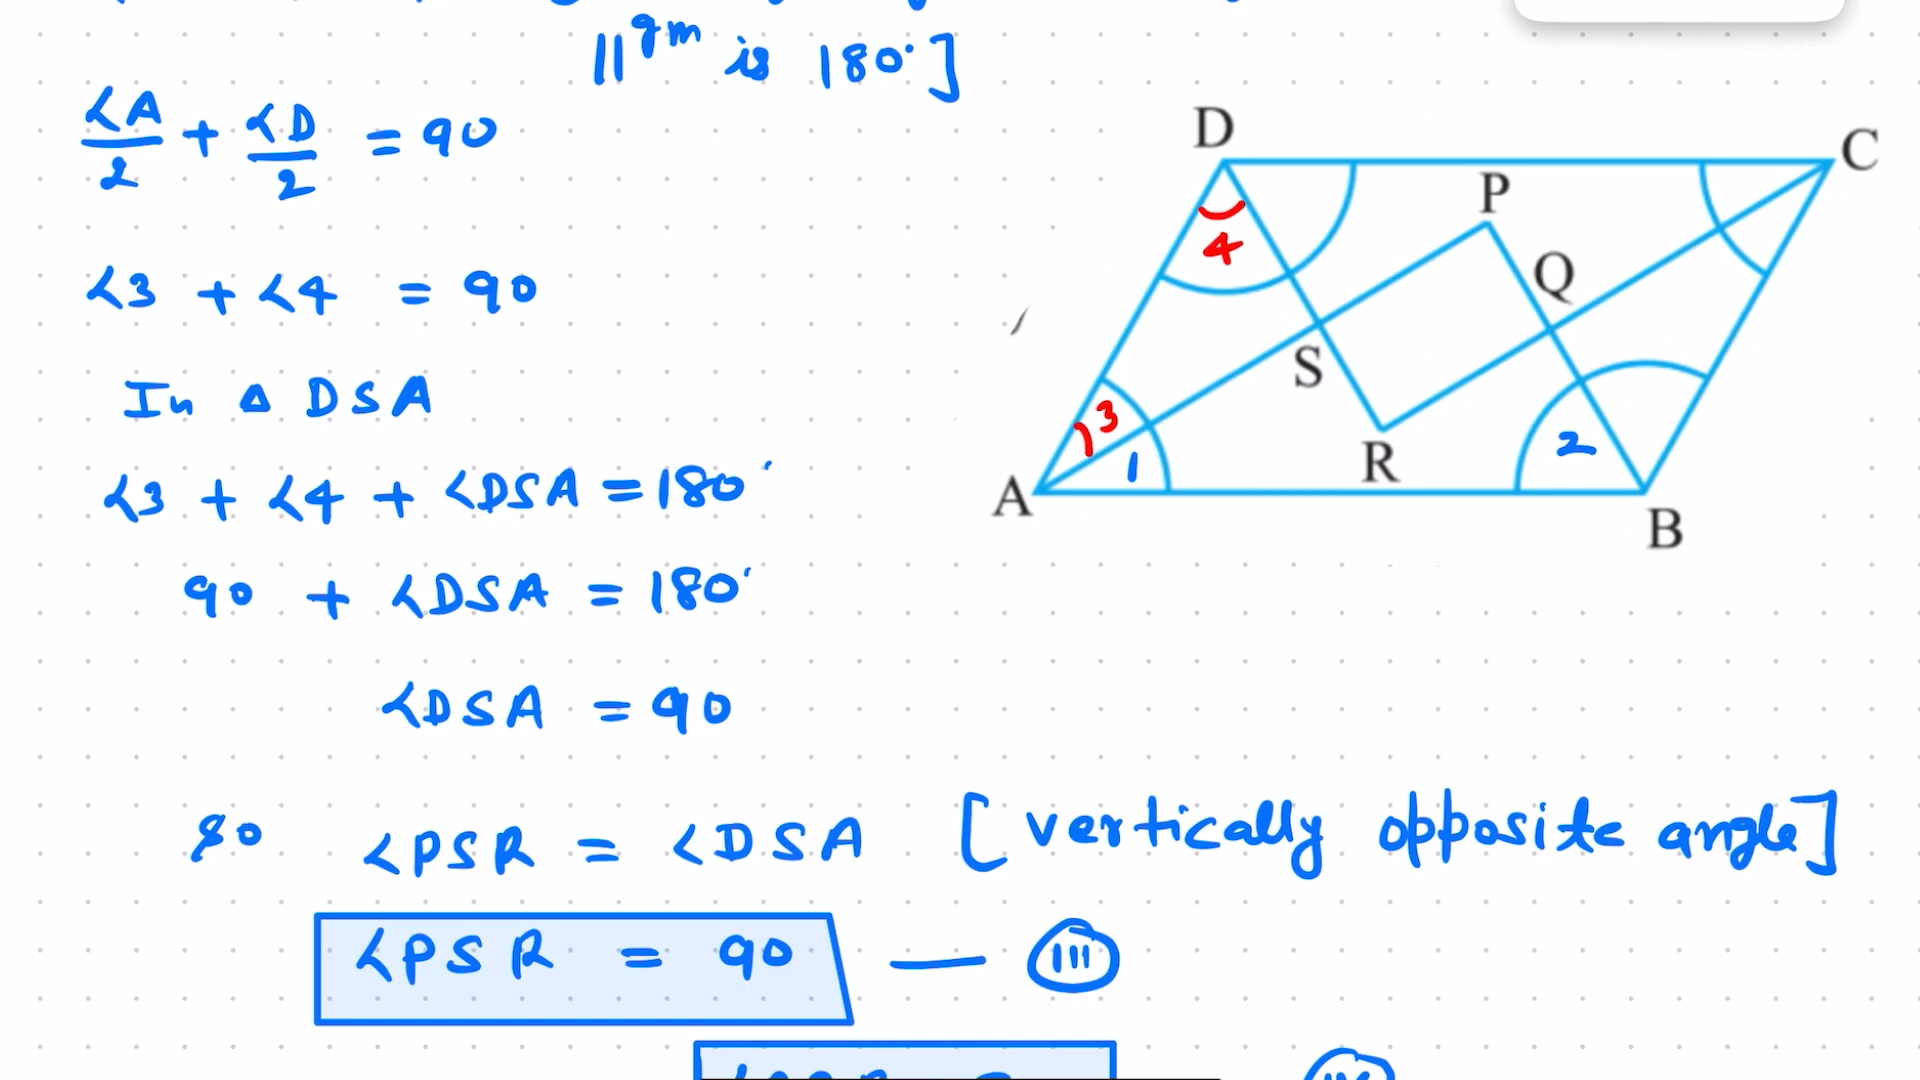 ||gm is 180°]
∠A/2 + ∠D/2 = 90
∠3 + ∠4 = 90
In Δ DSA
∠3 + ∠4 + ∠DSA = 180°
90 + ∠DSA = 180°
∠DSA = 90
so ∠PSR = ∠DSA [vertically opposite angle]
∠PSR = 90 — III
D
C
P
4
Q
S
3
1
R
2
A
B